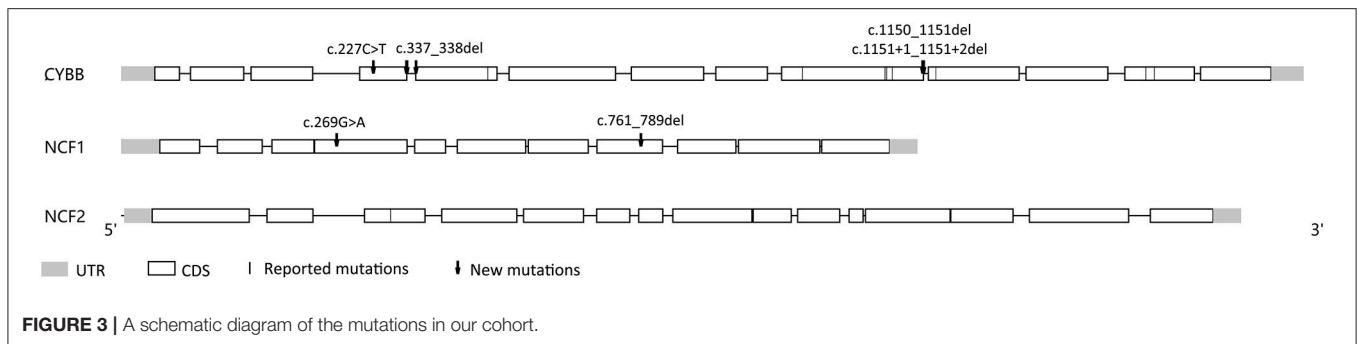 c.1150_1151del
c.227C>T c.337_338del c.1151+1_1151+2del
CYBB
c.269G>A c.761_789del
NCF1
NCF2
5' 3'
UTR CDS Reported mutations New mutations
FIGURE 3 | A schematic diagram of the mutations in our cohort.